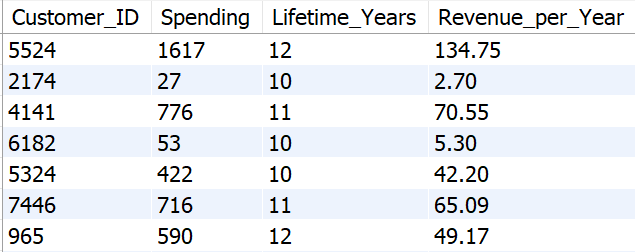 Customer_ID Spending Lifetime_Years Revenue_per_Year
5524 1617 12 134.75
2174 27 10 2.70
4141 776 11 70.55
6182 53 10 5.30
5324 422 10 42.20
7446 716 11 65.09
965 590 12 49.17